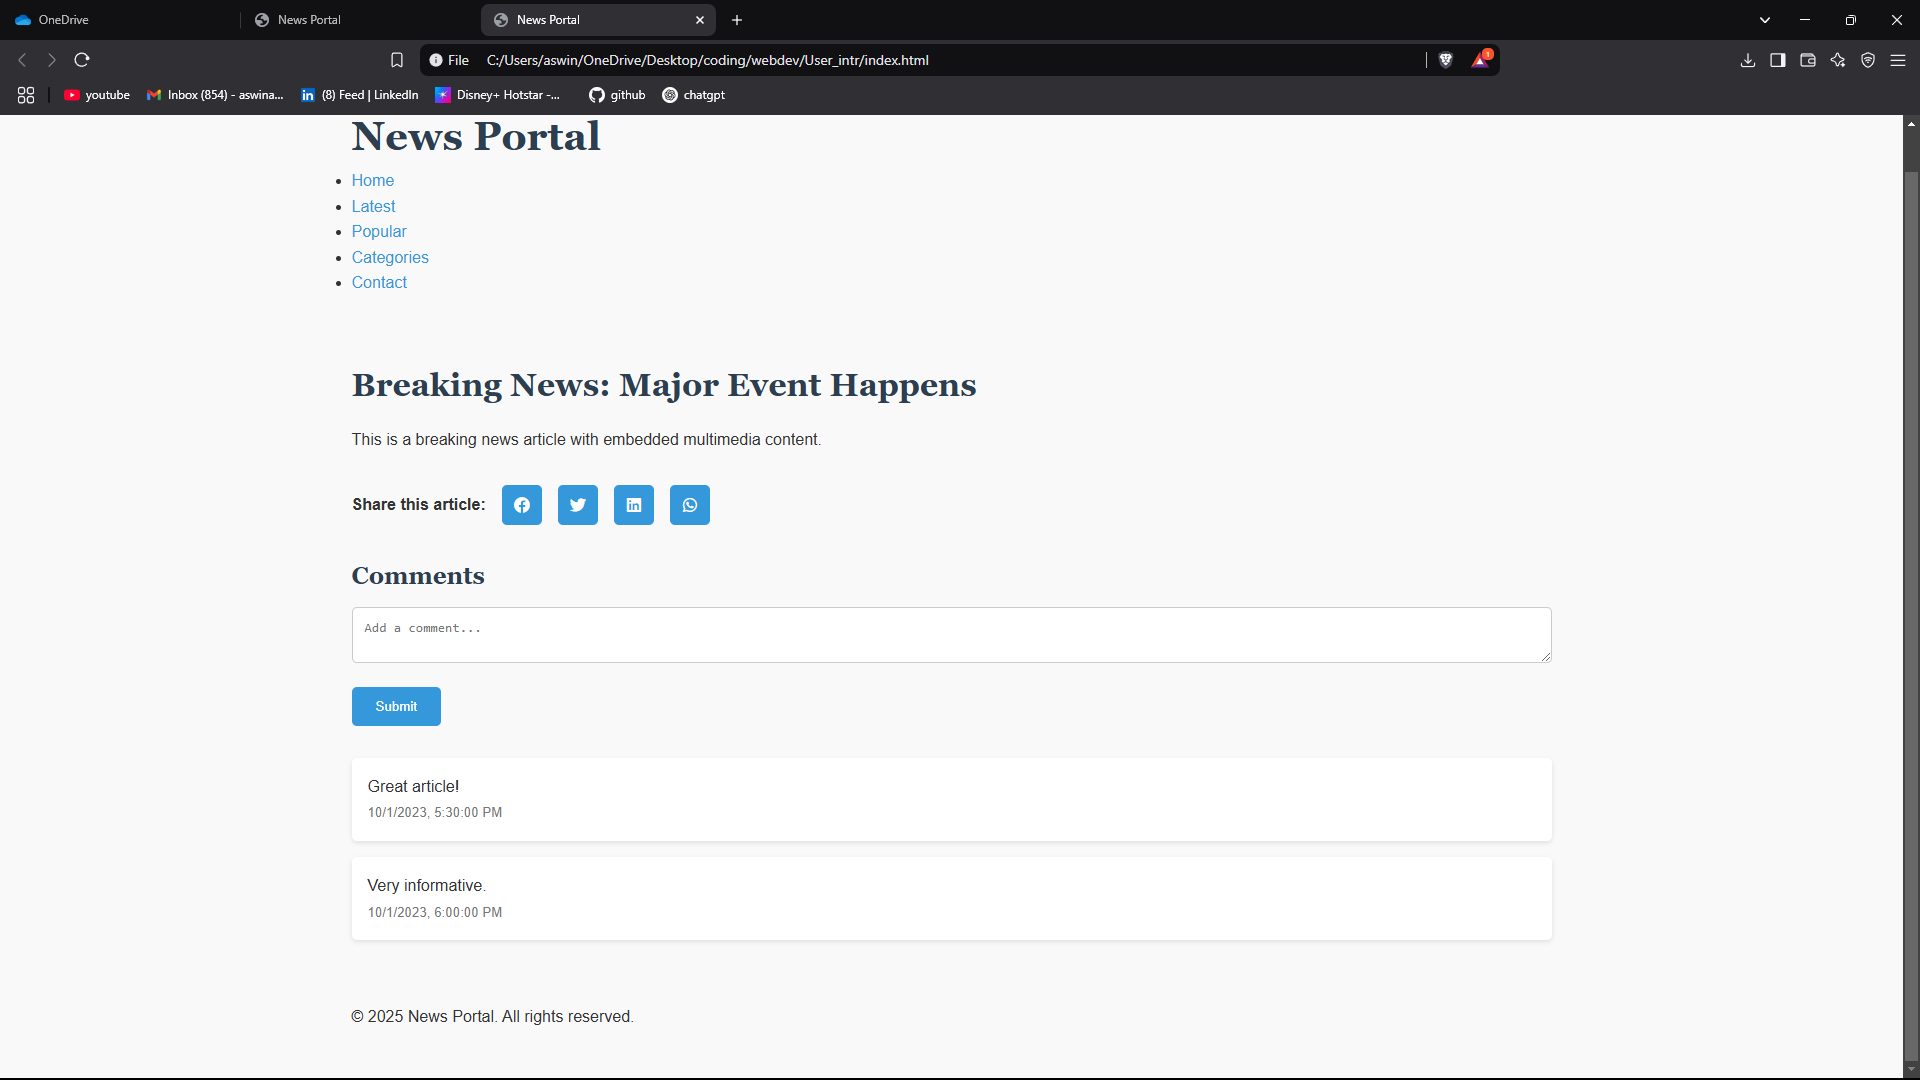 OneDrive
News Portal
News Portal
File C:/Users/aswin/OneDrive/Desktop/coding/webdev/User_intr/index.html
1
youtube
Inbox (854) - aswina...
(8) Feed | LinkedIn
Disney+ Hotstar -...
github
chatgpt
News Portal
Home
Latest
Popular
Categories
Contact
Breaking News: Major Event Happens
This is a breaking news article with embedded multimedia content.
Share this article:
Comments
Add a comment...
Submit
Great article!
10/1/2023, 5:30:00 PM
Very informative.
10/1/2023, 6:00:00 PM
© 2025 News Portal. All rights reserved.